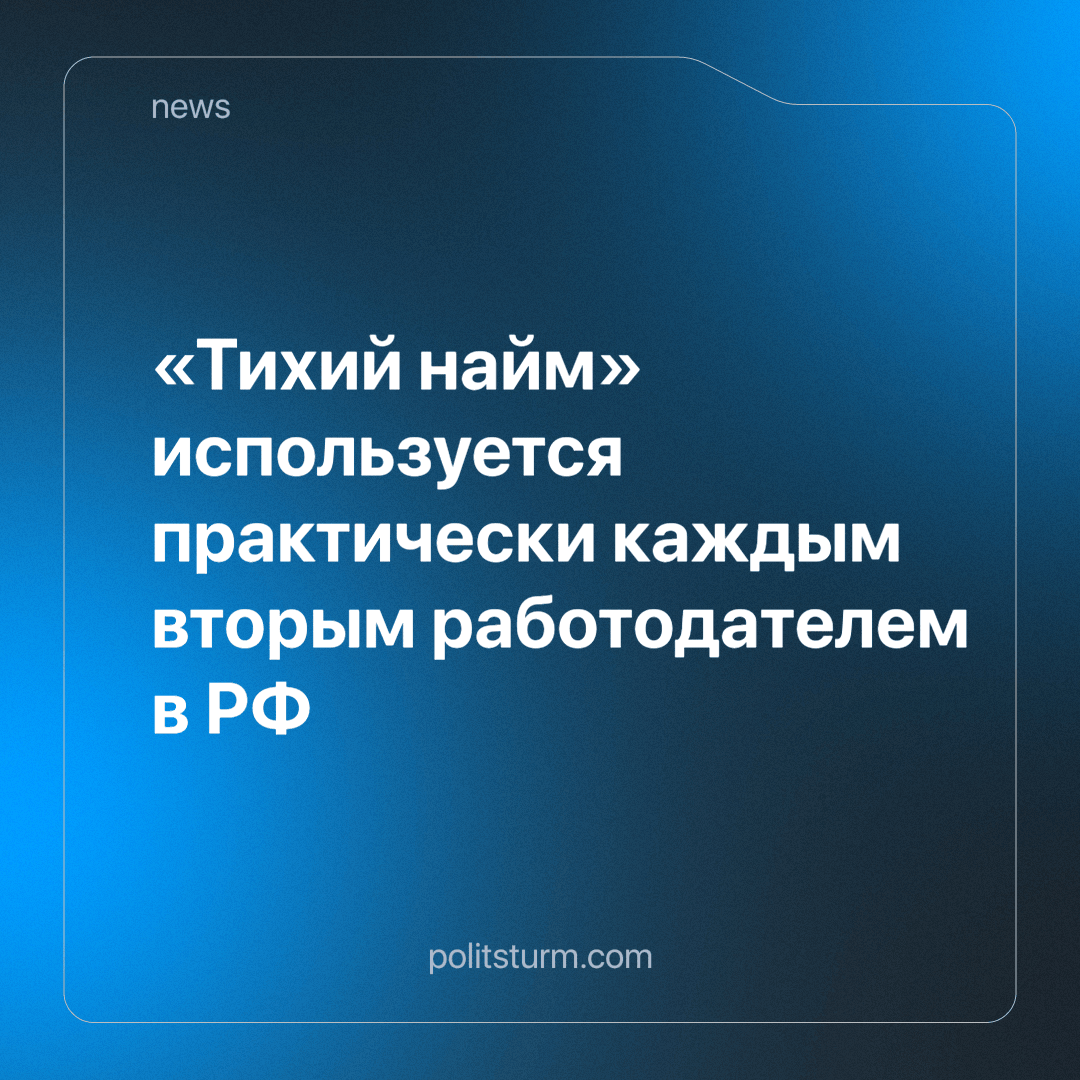 news
«Тихий найм»
используется
практически каждым
вторым работодателем
в РФ
politsturm.com